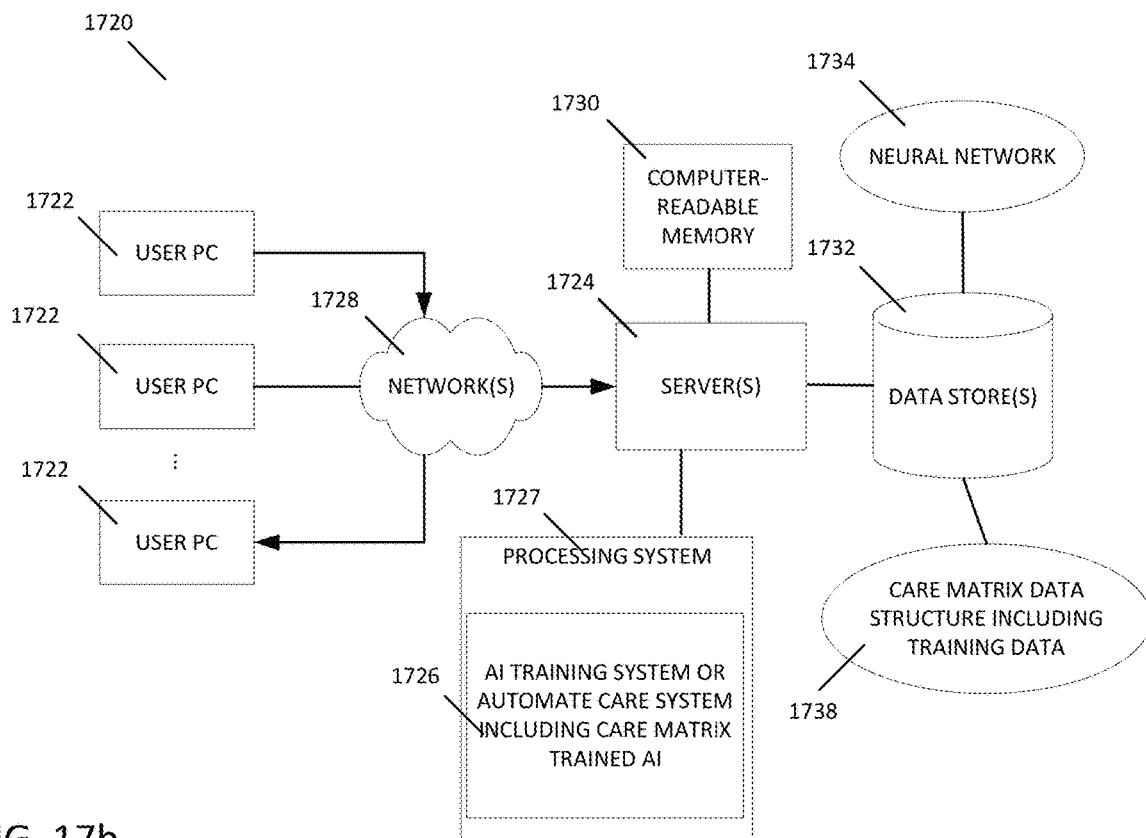 1720
1734
1730
NEURAL NETWORK
COMPUTER-
READABLE
MEMORY
1722
USER PC
1732
1728
1724
1722
USER PC
NETWORK(S)
SERVER(S)
DATA STORE(S)
⋮
1722
USER PC
1727
PROCESSING SYSTEM
CARE MATRIX DATA
STRUCTURE INCLUDING
TRAINING DATA
1726
AI TRAINING SYSTEM OR
AUTOMATE CARE SYSTEM
INCLUDING CARE MATRIX
TRAINED AI
1738
17b